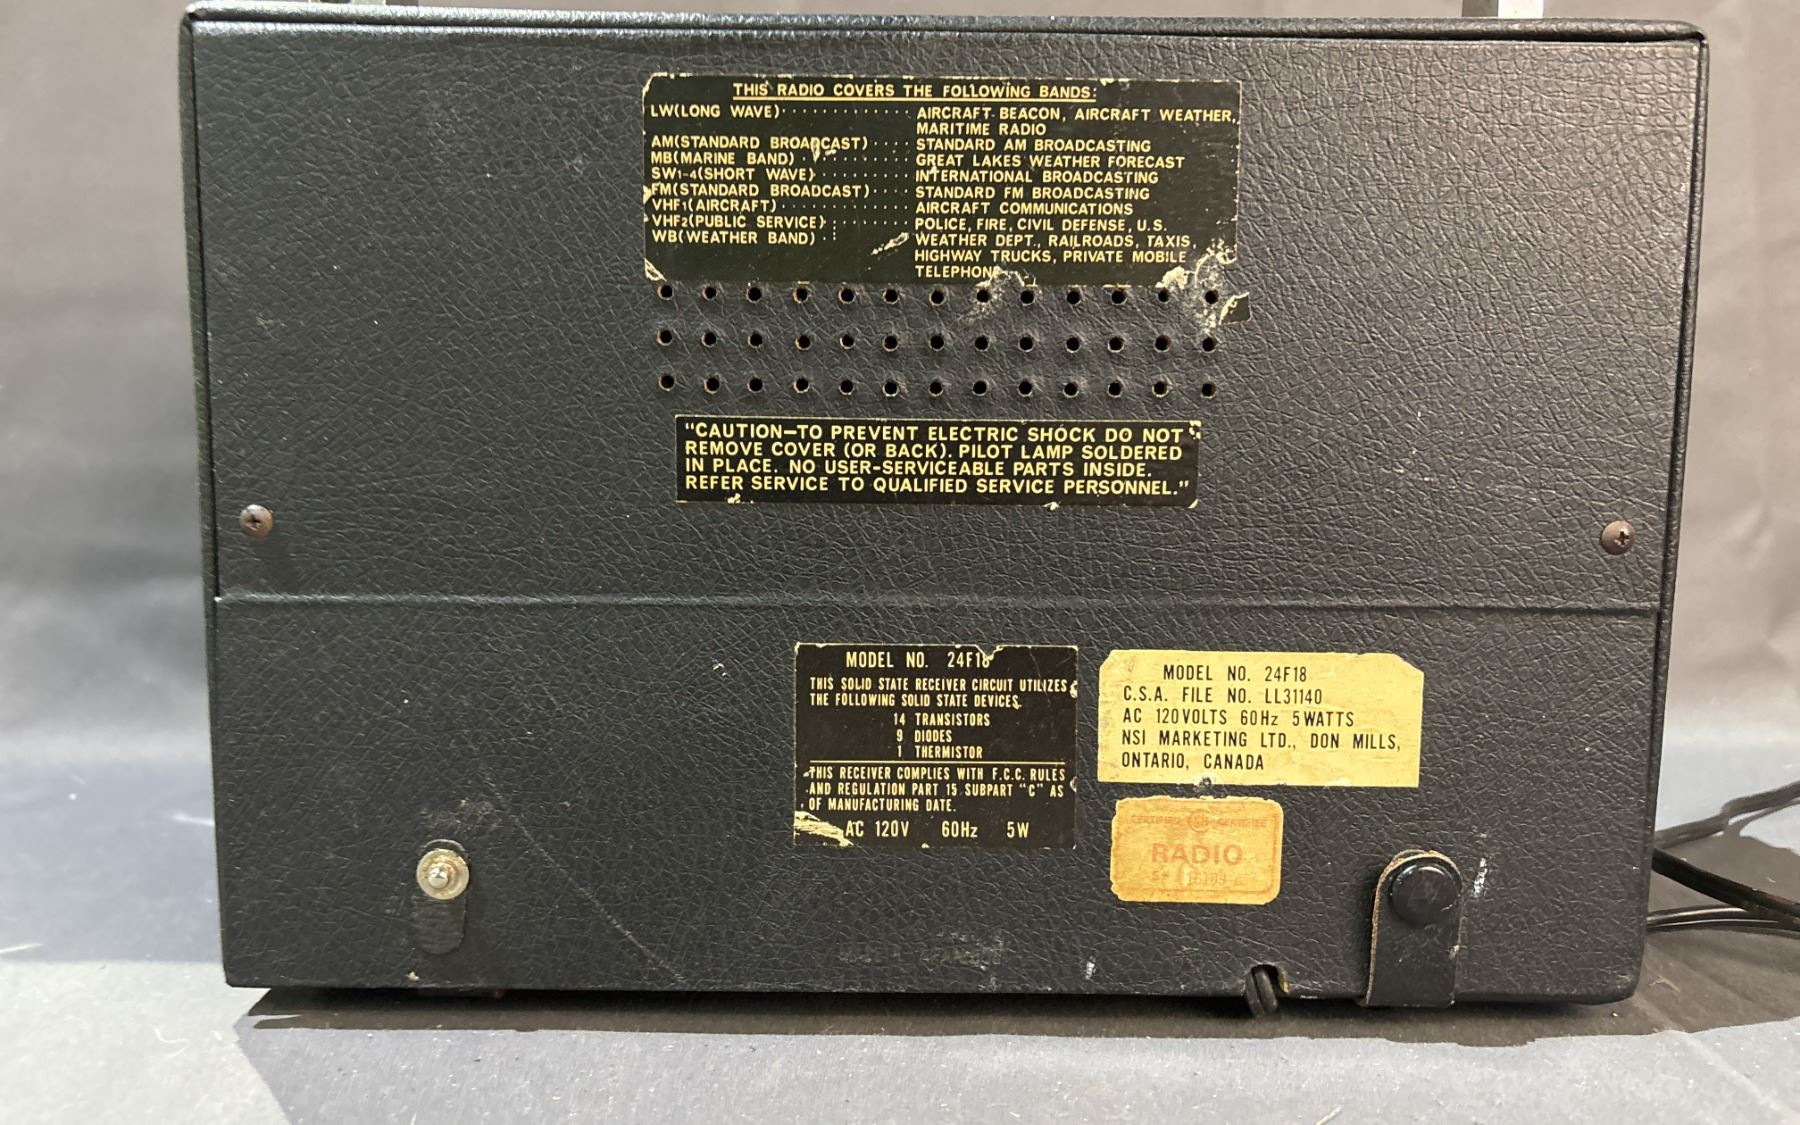 THIS RADIO COVERS THE FOLLOWING BANDS:
LW(LONG WAVE) · · · · · · · · · · · · AIRCRAFT BEACON, AIRCRAFT WEATHER,
MARITIME RADIO
AM(STANDARD BROADCAST) · · · · STANDARD AM BROADCASTING
MB(MARINE BAND) · · · · · · · · · · GREAT LAKES WEATHER FORECAST
SW1-4(SHORT WAVE) · · · · · · · · · INTERNATIONAL BROADCASTING
FM(STANDARD BROADCAST) · · · · STANDARD FM BROADCASTING
VHF1(AIRCRAFT) · · · · · · · · · · · · AIRCRAFT COMMUNICATIONS
VHF2(PUBLIC SERVICE) · · · · · · · · POLICE, FIRE, CIVIL DEFENSE, U.S.
WB(WEATHER BAND) · WEATHER DEPT., RAILROADS, TAXIS,
HIGHWAY TRUCKS, PRIVATE MOBILE
TELEPHONE
"CAUTION–TO PREVENT ELECTRIC SHOCK DO NOT
REMOVE COVER (OR BACK). PILOT LAMP SOLDERED
IN PLACE. NO USER-SERVICEABLE PARTS INSIDE.
REFER SERVICE TO QUALIFIED SERVICE PERSONNEL."
MODEL NO. 24F18
THIS SOLID STATE RECEIVER CIRCUIT UTILIZES
THE FOLLOWING SOLID STATE DEVICES.
14 TRANSISTORS
9 DIODES
1 THERMISTOR
THIS RECEIVER COMPLIES WITH F.C.C. RULES
AND REGULATION PART 15 SUBPART "C" AS
OF MANUFACTURING DATE.
AC 120V 60Hz 5W
MODEL NO. 24F18
C.S.A. FILE NO. LL31140
AC 120VOLTS 60Hz 5WATTS
NSI MARKETING LTD., DON MILLS,
ONTARIO, CANADA
CERTIFIED
RADIO